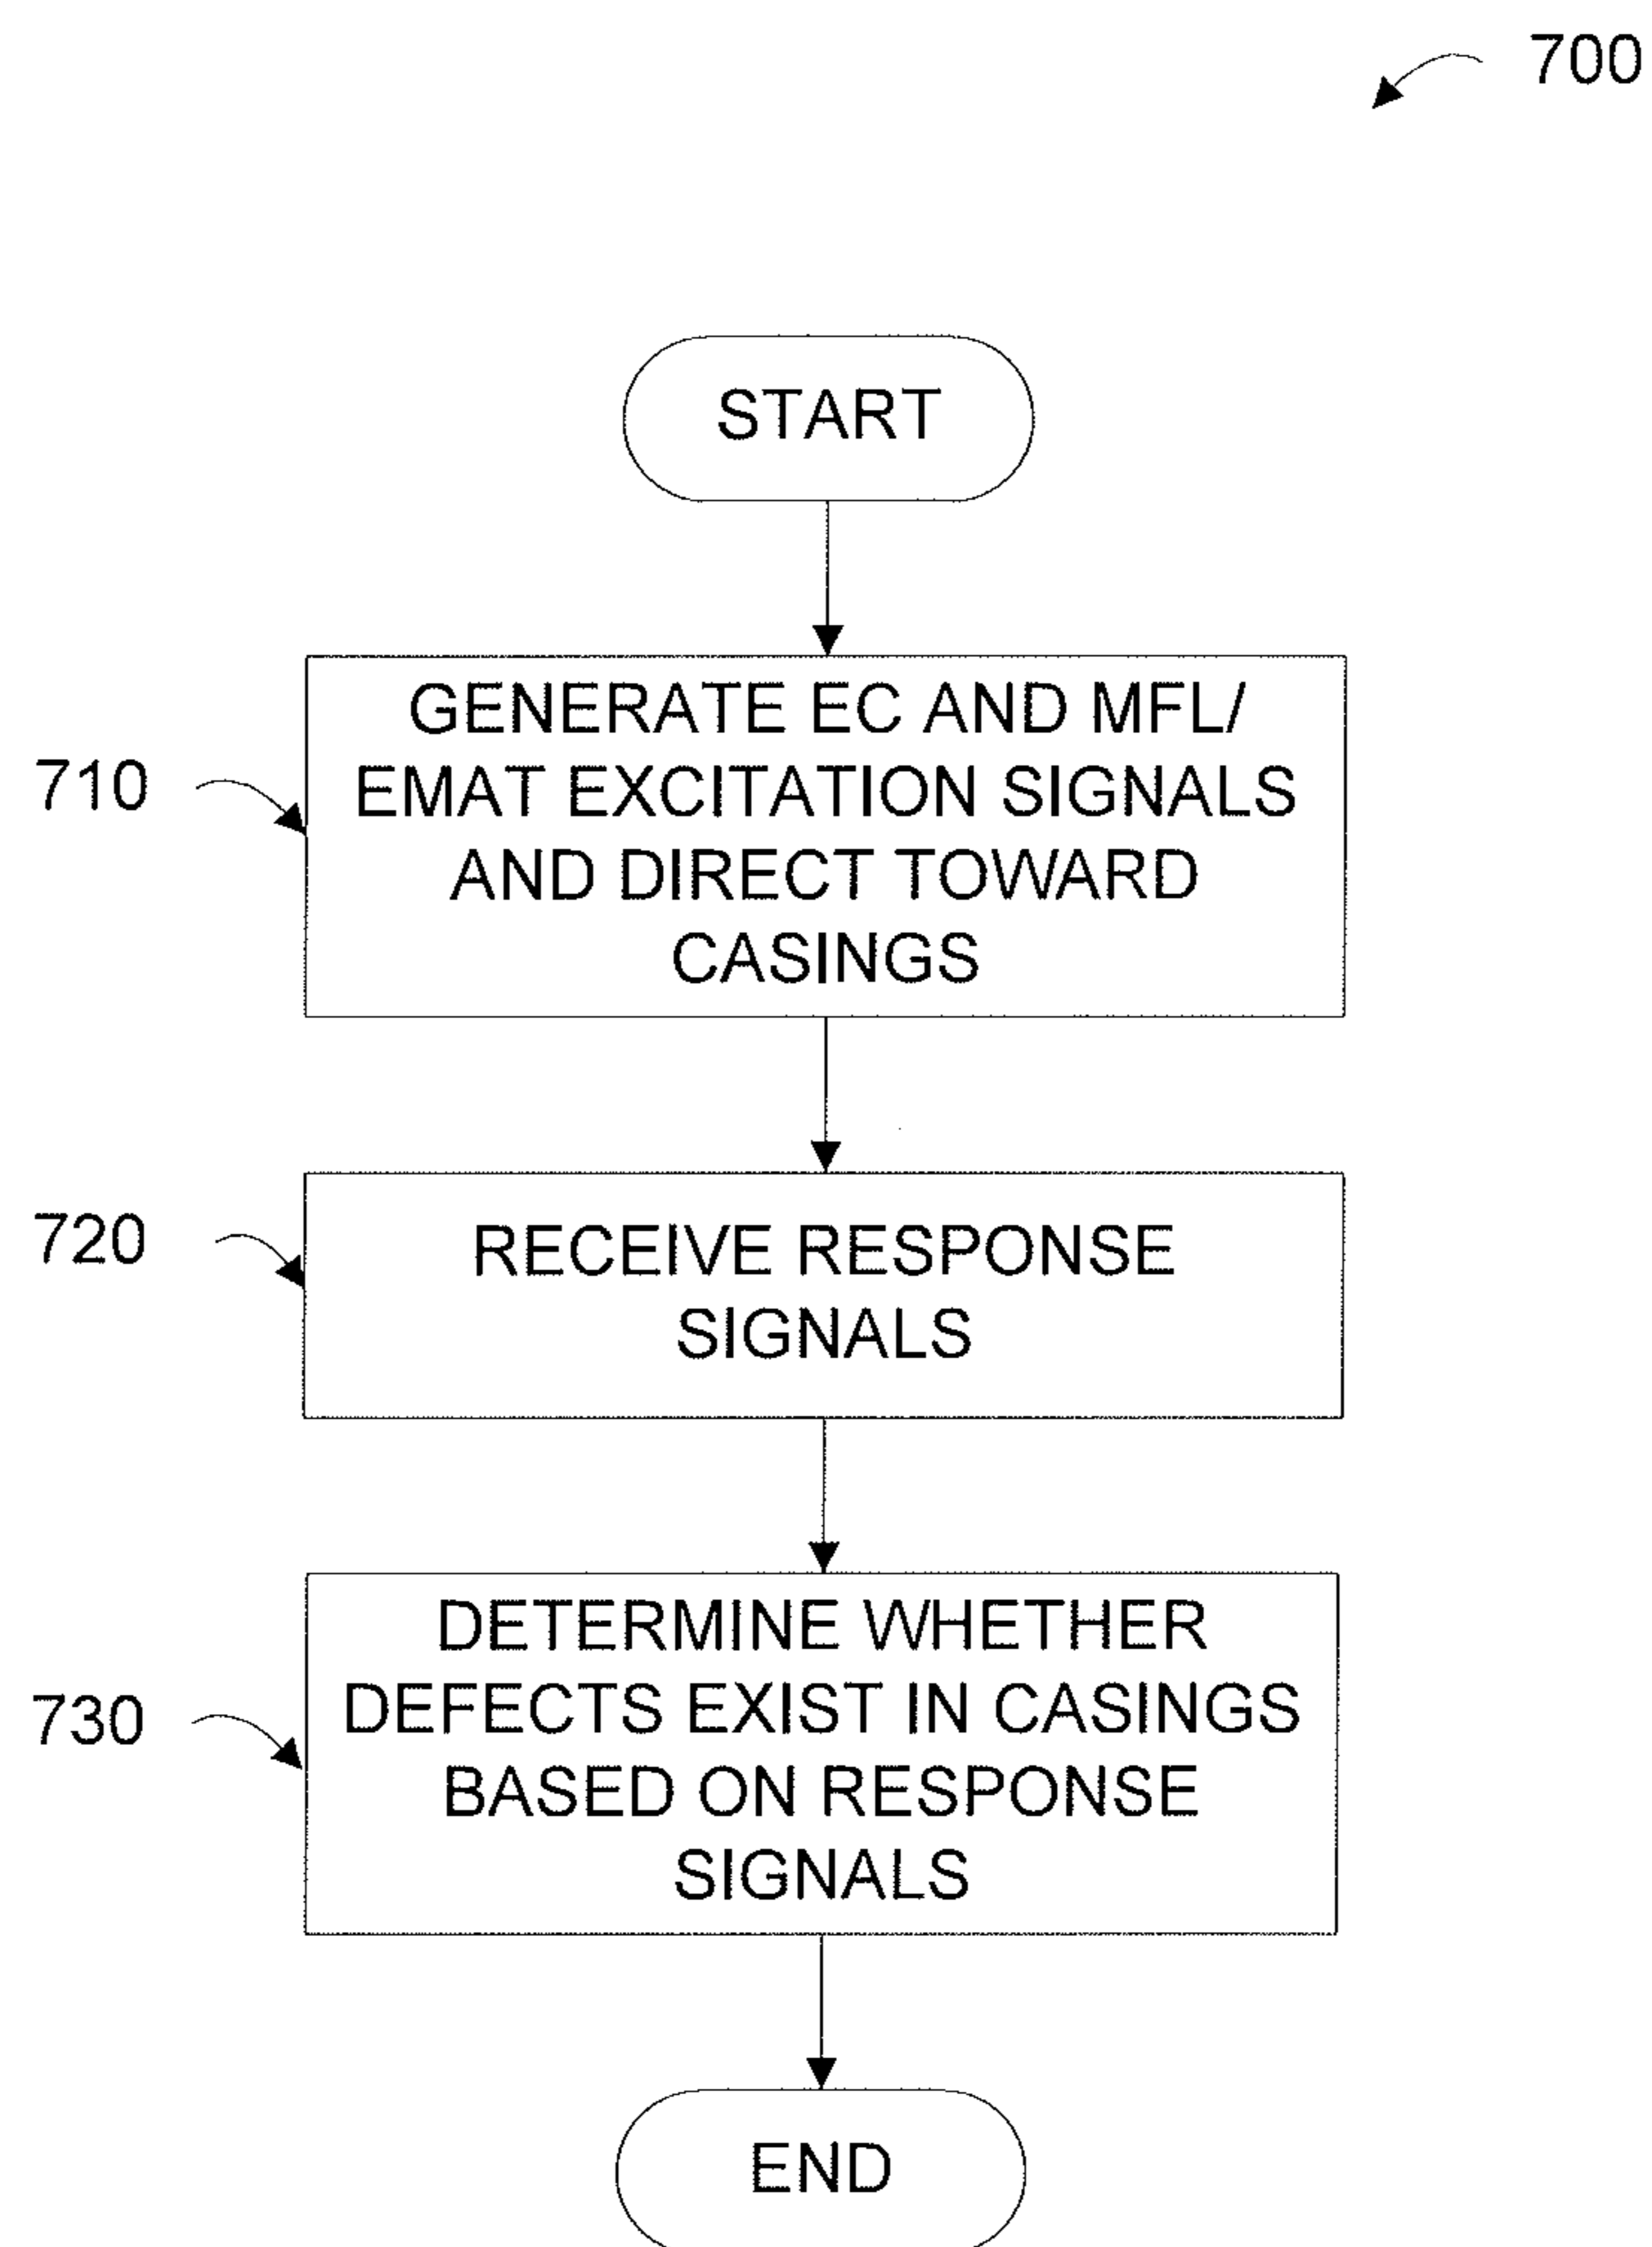 700
START
710
GENERATE EC AND MFL/
EMAT EXCITATION SIGNALS
AND DIRECT TOWARD
CASINGS
720
RECEIVE RESPONSE
SIGNALS
730
DETERMINE WHETHER
DEFECTS EXIST IN CASINGS
BASED ON RESPONSE
SIGNALS
END